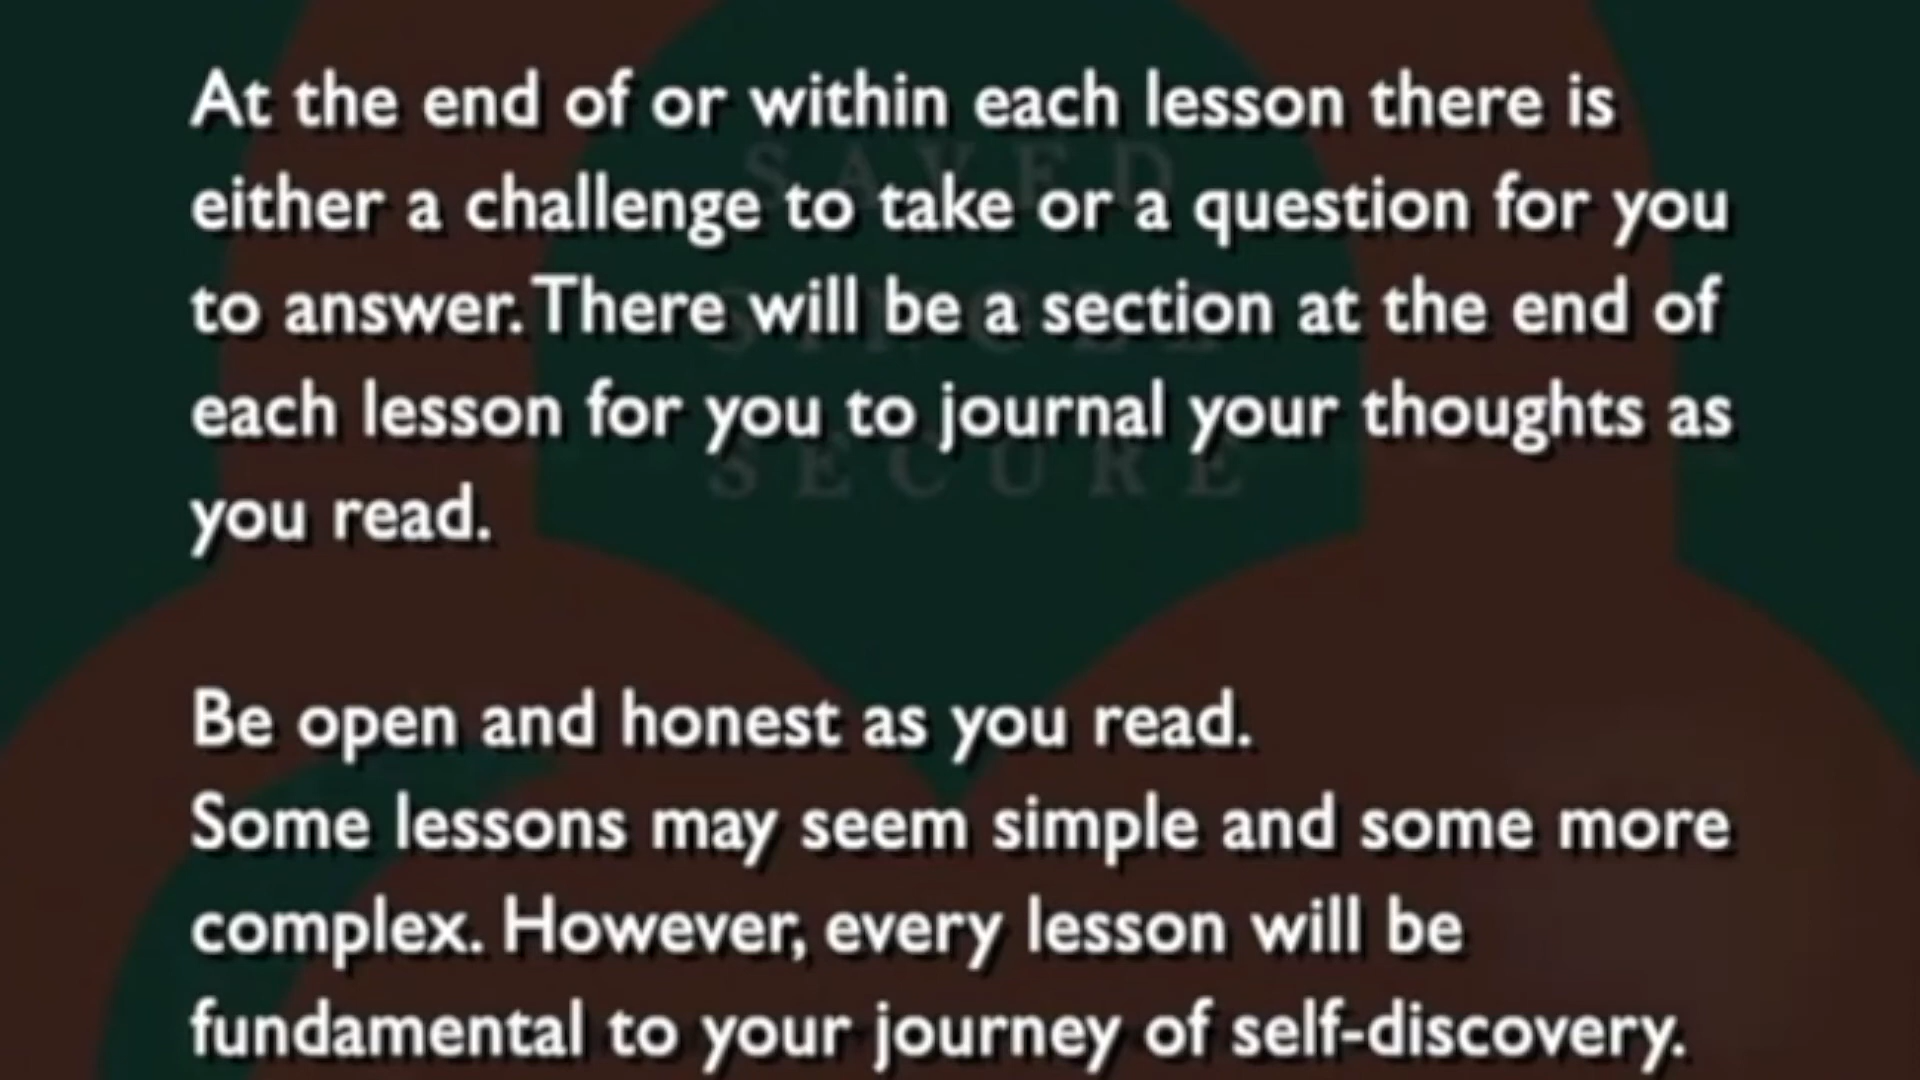 At the end of or within each lesson there is
either a challenge to take or a question for you
to answer. There will be a section at the end of
each lesson for you to journal your thoughts as
you read.
Be open and honest as you read.
Some lessons may seem simple and some more
complex. However, every lesson will be
fundamental to your journey of self-discovery.
SAVED
SINGLE
SECURE